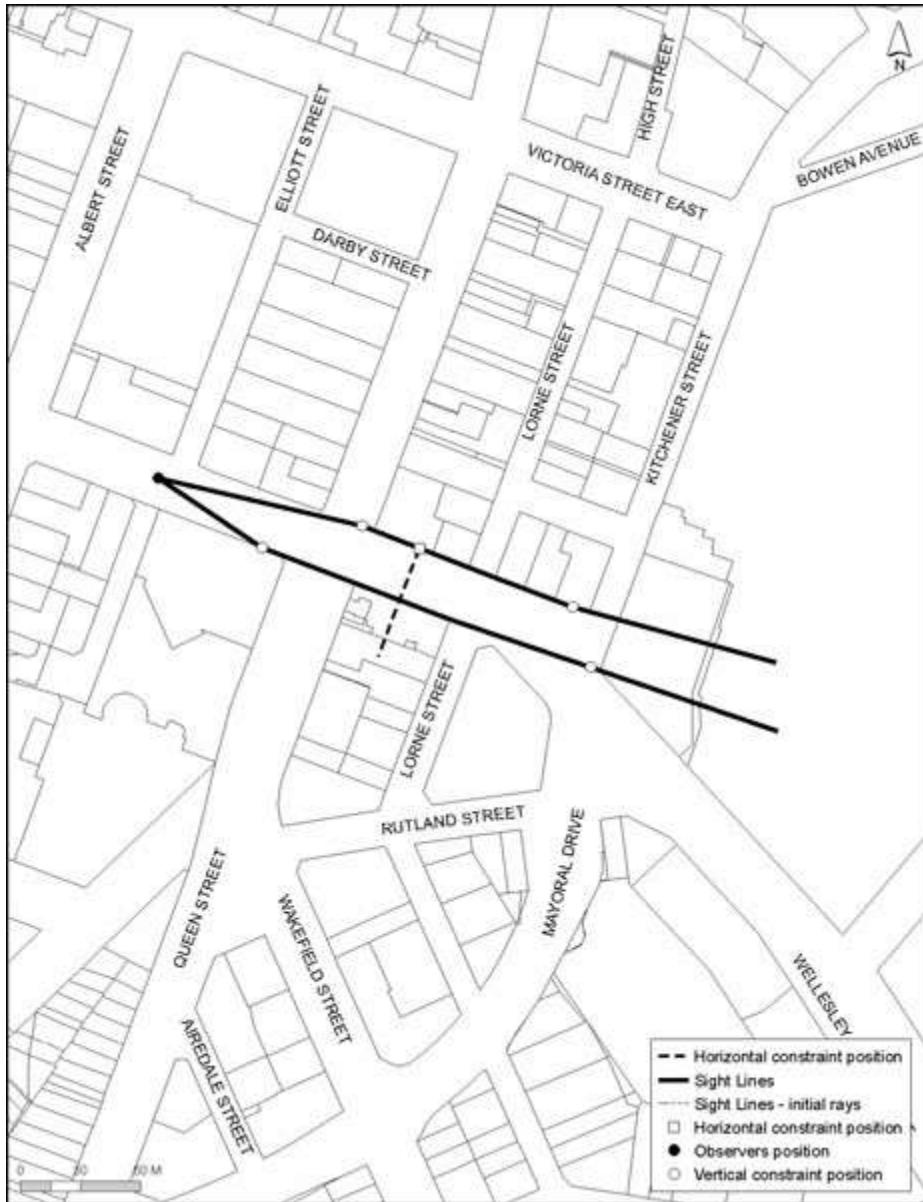 N
HIGH STREET
ELLIOTT STREET
ALBERT STREET
VICTORIA STREET EAST
BOWEN AVENUE
DARBY STREET
LORNE STREET
KITCHENER STREET
LORNE STREET
RUTLAND STREET
MAYORAL DRIVE
QUEEN STREET
WAKEFIELD STREET
WELLESLEY
AIREDALE STREET
Horizontal constraint position
Sight Lines
Sight Lines - initial rays
Horizontal constraint position
Observers position
Vertical constraint position
0